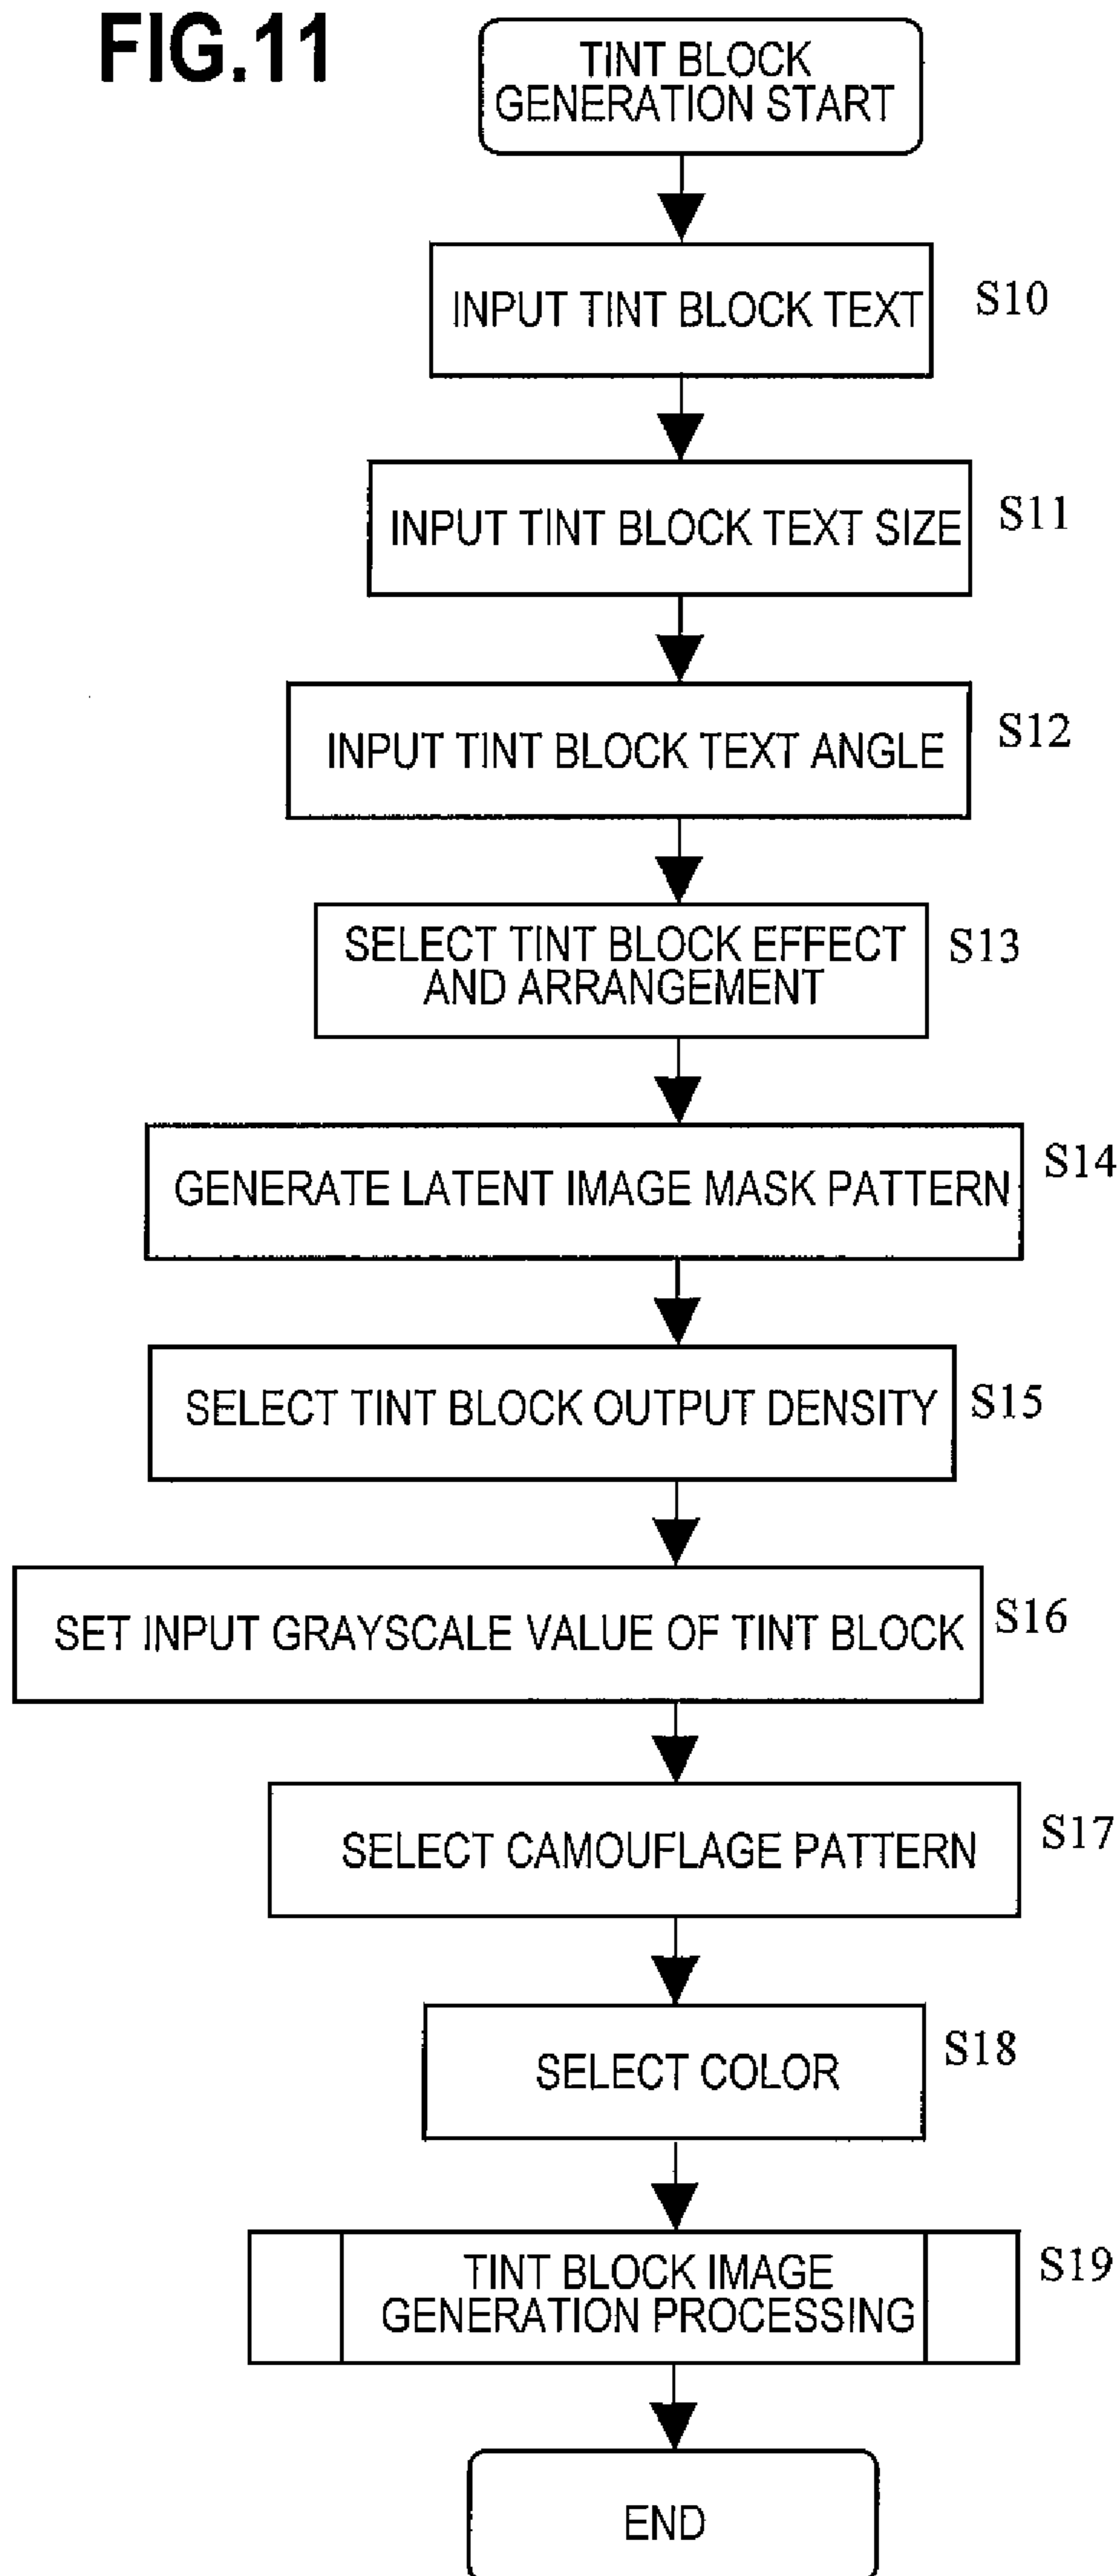 FIG.11
TINT BLOCK
GENERATION START
INPUT TINT BLOCK TEXT
S10
INPUT TINT BLOCK TEXT SIZE
S11
INPUT TINT BLOCK TEXT ANGLE
S12
SELECT TINT BLOCK EFFECT
AND ARRANGEMENT
S13
GENERATE LATENT IMAGE MASK PATTERN
S14
SELECT TINT BLOCK OUTPUT DENSITY
S15
SET INPUT GRAYSCALE VALUE OF TINT BLOCK
S16
SELECT CAMOUFLAGE PATTERN
S17
SELECT COLOR
S18
TINT BLOCK IMAGE
GENERATION PROCESSING
S19
END